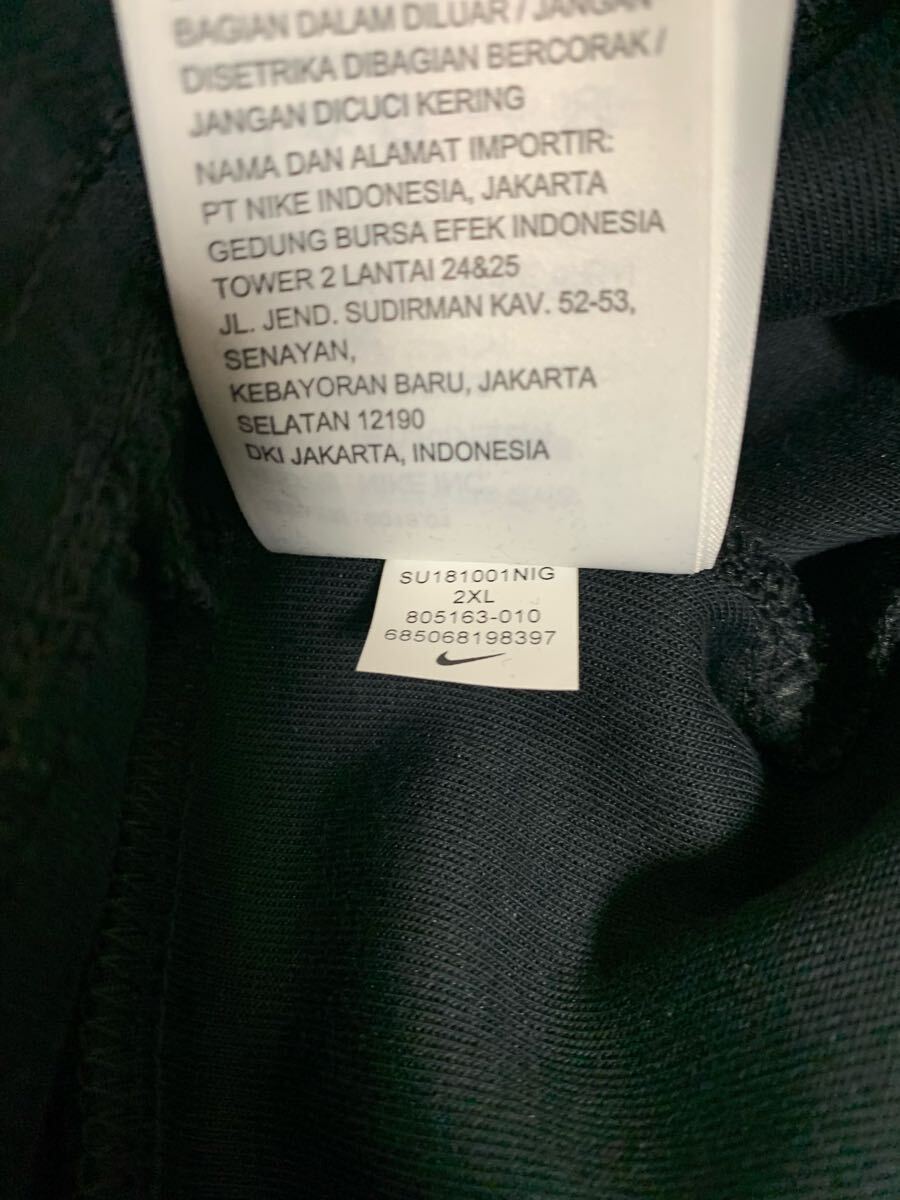 BAGIAN DALAM DILUAR / JANGAN
DISETRIKA DIBAGIAN BERCORAK /
JANGAN DICUCI KERING
NAMA DAN ALAMAT IMPORTIR:
PT NIKE INDONESIA, JAKARTA
GEDUNG BURSA EFEK INDONESIA
TOWER 2 LANTAI 24&25
JL. JEND. SUDIRMAN KAV. 52-53,
SENAYAN,
KEBAYORAN BARU, JAKARTA
SELATAN 12190
DKI JAKARTA, INDONESIA
SU181001NIG
2XL
805163-010
685068198397